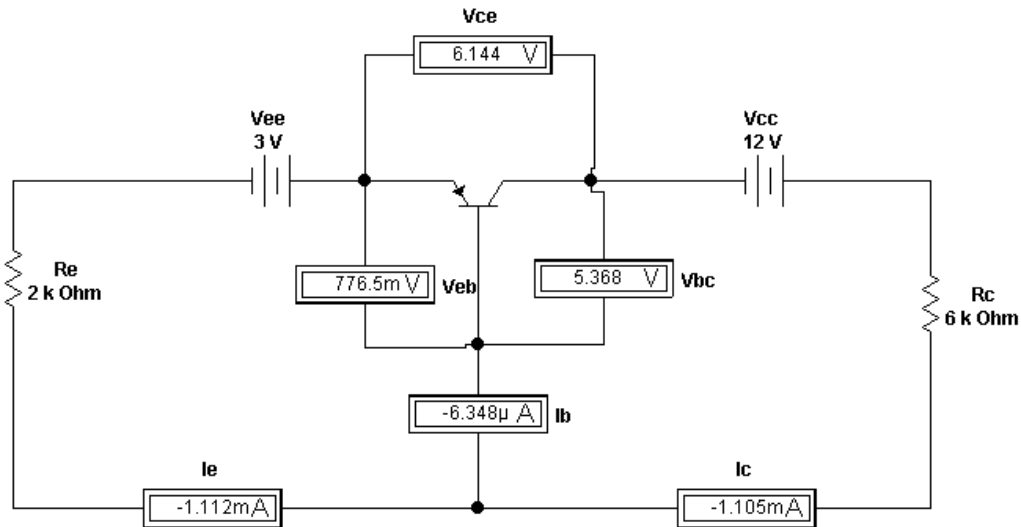 Vce
6.144 V
Vee
3 V
Vcc
12 V
Re
2 k Ohm
776.5m V
Veb
5.368 V
Vbc
Rc
6 k Ohm
-6.348µ A
Ib
Ie
-1.112mA
Ic
-1.105mA